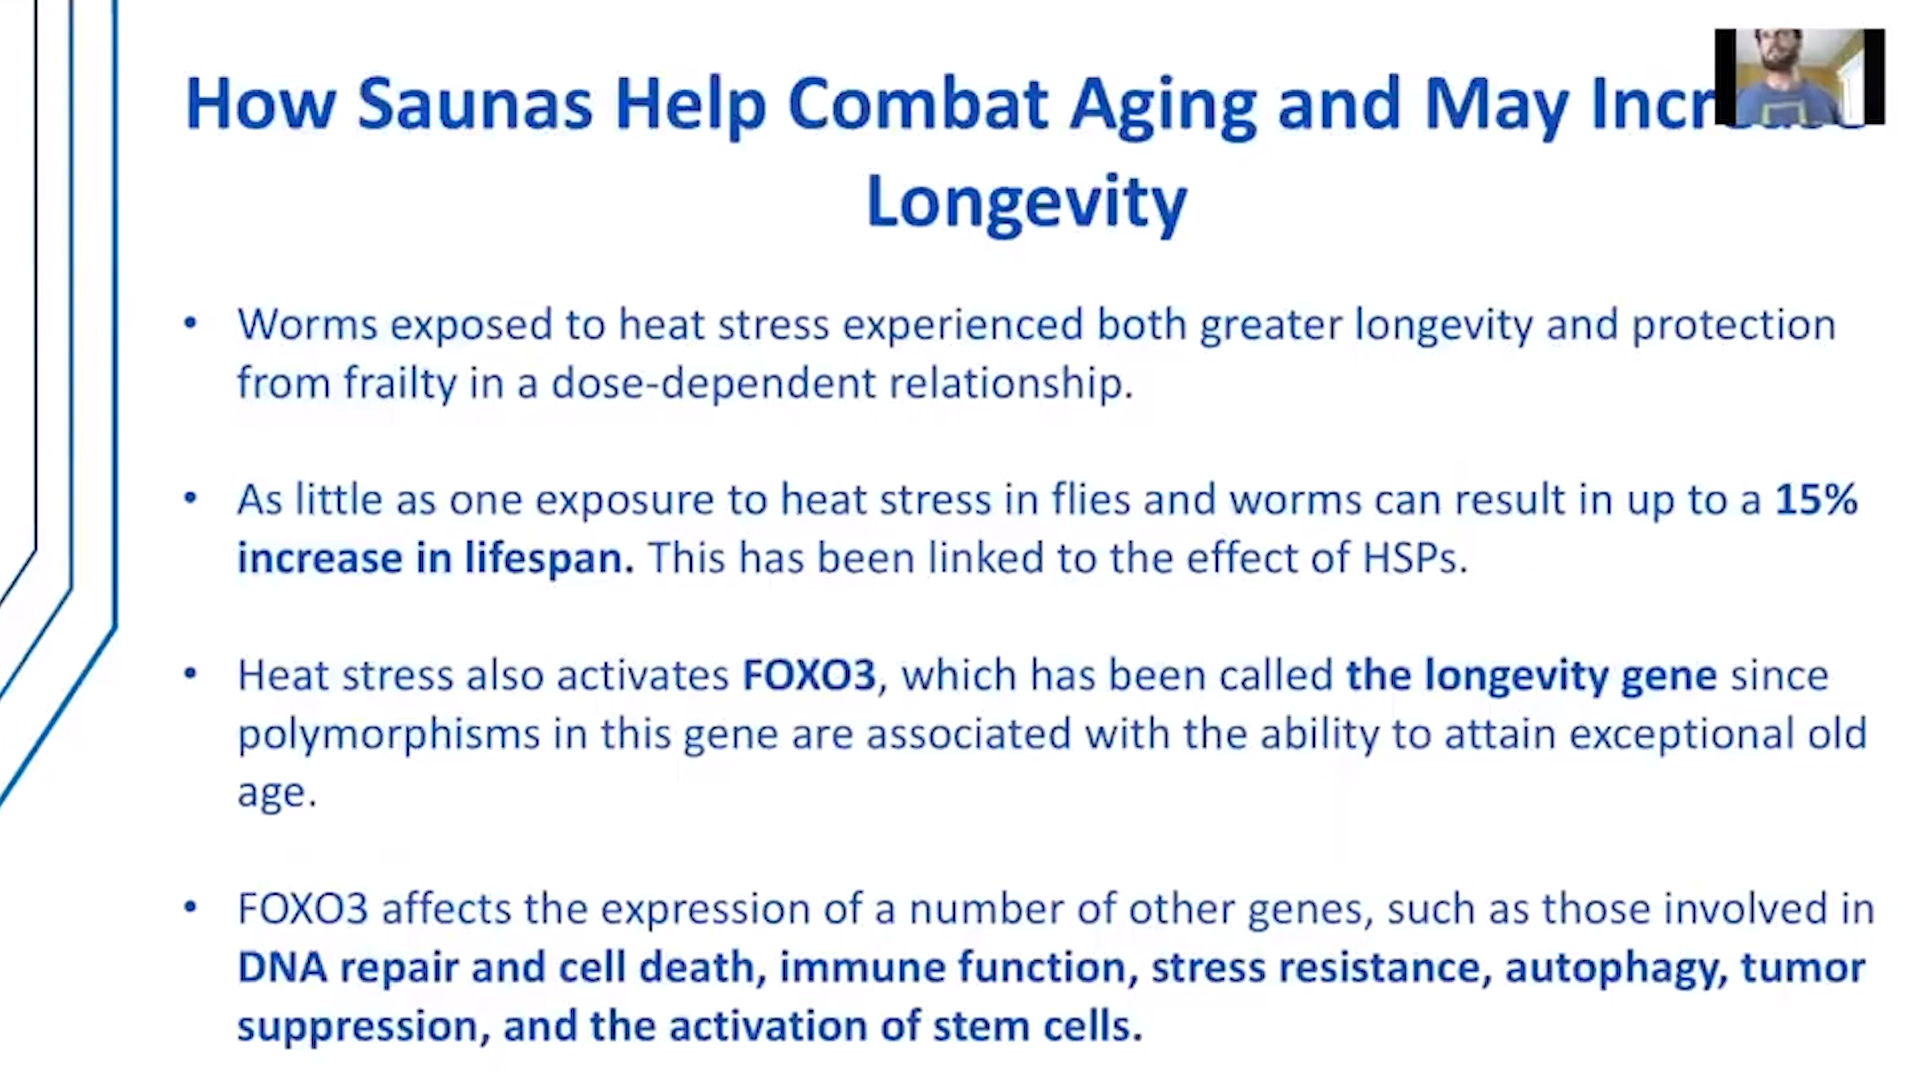 How Saunas Help Combat Aging and May
Longevity
• Worms exposed to heat stress experienced both greater longevity and protection
from frailty in a dose-dependent relationship.
• As little as one exposure to heat stress in flies and worms can result in up to a 15%
increase in lifespan. This has been linked to the effect of HSPs.
• Heat stress also activates FOXO3, which has been called the longevity gene since
polymorphisms in this gene are associated with the ability to attain exceptional old
age.
• FOXO3 affects the expression of a number of other genes, such as those involved in
DNA repair and cell death, immune function, stress resistance, autophagy, tumor
suppression, and the activation of stem cells.